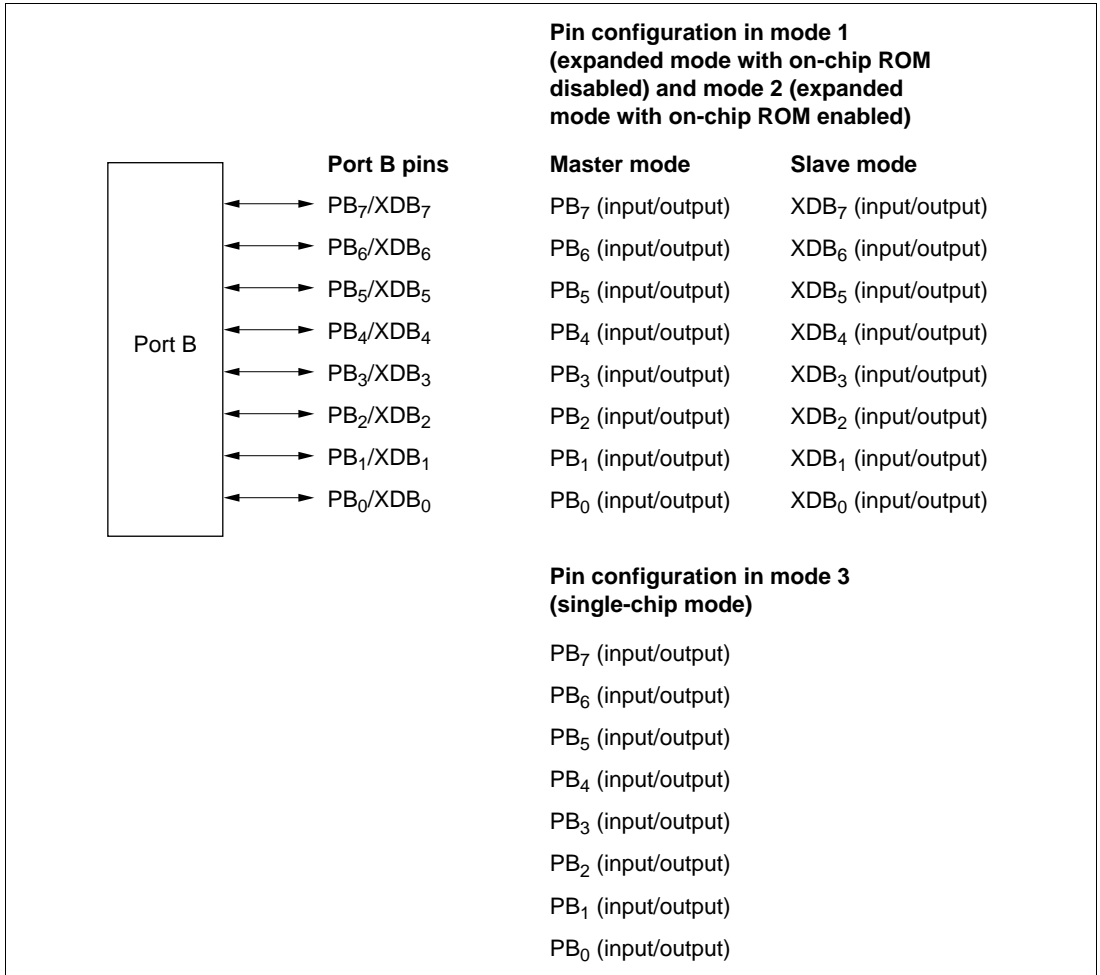 Pin configuration in mode 1
(expanded mode with on-chip ROM
disabled) and mode 2 (expanded
mode with on-chip ROM enabled)
Port B pins Master mode Slave mode
PB₇/XDB₇ PB₇ (input/output) XDB₇ (input/output)
PB₆/XDB₆ PB₆ (input/output) XDB₆ (input/output)
PB₅/XDB₅ PB₅ (input/output) XDB₅ (input/output)
Port B
PB₄/XDB₄ PB₄ (input/output) XDB₄ (input/output)
PB₃/XDB₃ PB₃ (input/output) XDB₃ (input/output)
PB₂/XDB₂ PB₂ (input/output) XDB₂ (input/output)
PB₁/XDB₁ PB₁ (input/output) XDB₁ (input/output)
PB₀/XDB₀ PB₀ (input/output) XDB₀ (input/output)
Pin configuration in mode 3
(single-chip mode)
PB₇ (input/output)
PB₆ (input/output)
PB₅ (input/output)
PB₄ (input/output)
PB₃ (input/output)
PB₂ (input/output)
PB₁ (input/output)
PB₀ (input/output)